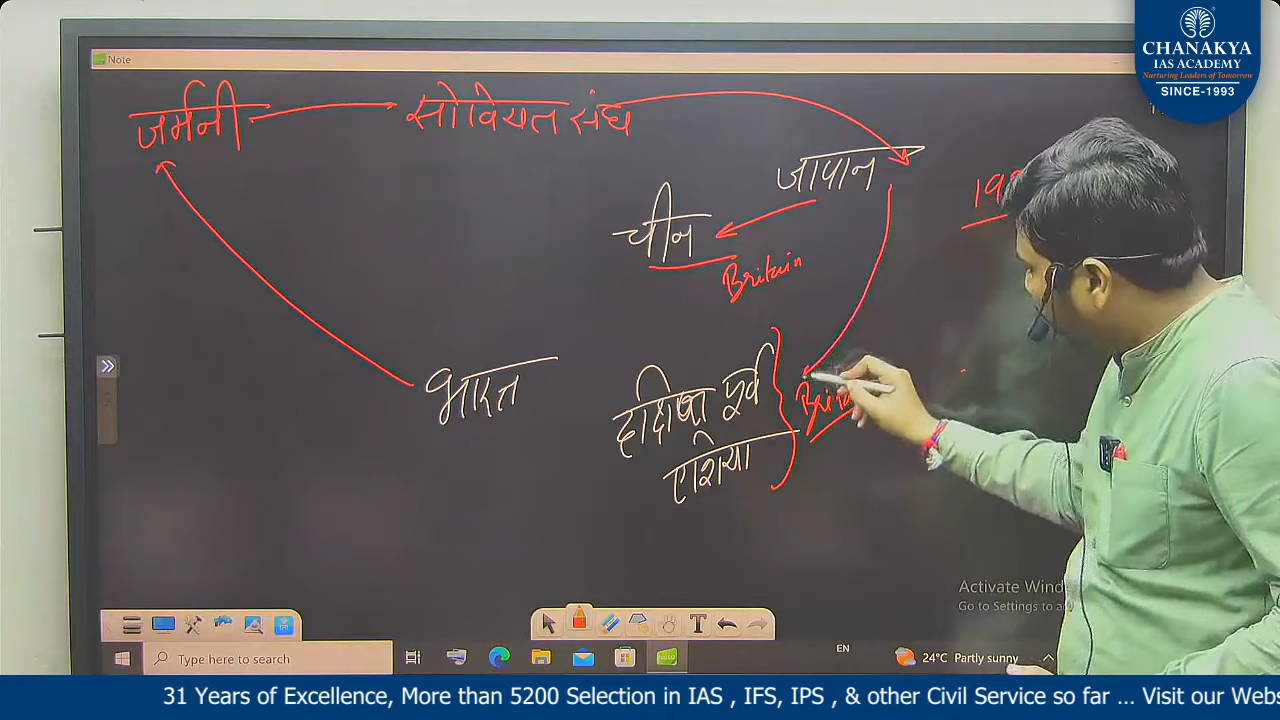 CHANAKYA
IAS ACADEMY
Nurturing Leaders of Tomorrow
SINCE-1993
Note
जर्मनी
सोवियत संघ
जापान
चीन
Britain
भारत
दक्षिण पूर्व
एशिया
Activate Wind
Go to Settings to a
T
Type here to search
EN
24°C Partly sunny
31 Years of Excellence, More than 5200 Selection in IAS , IFS, IPS , & other Civil Service so far ... Visit our Webs